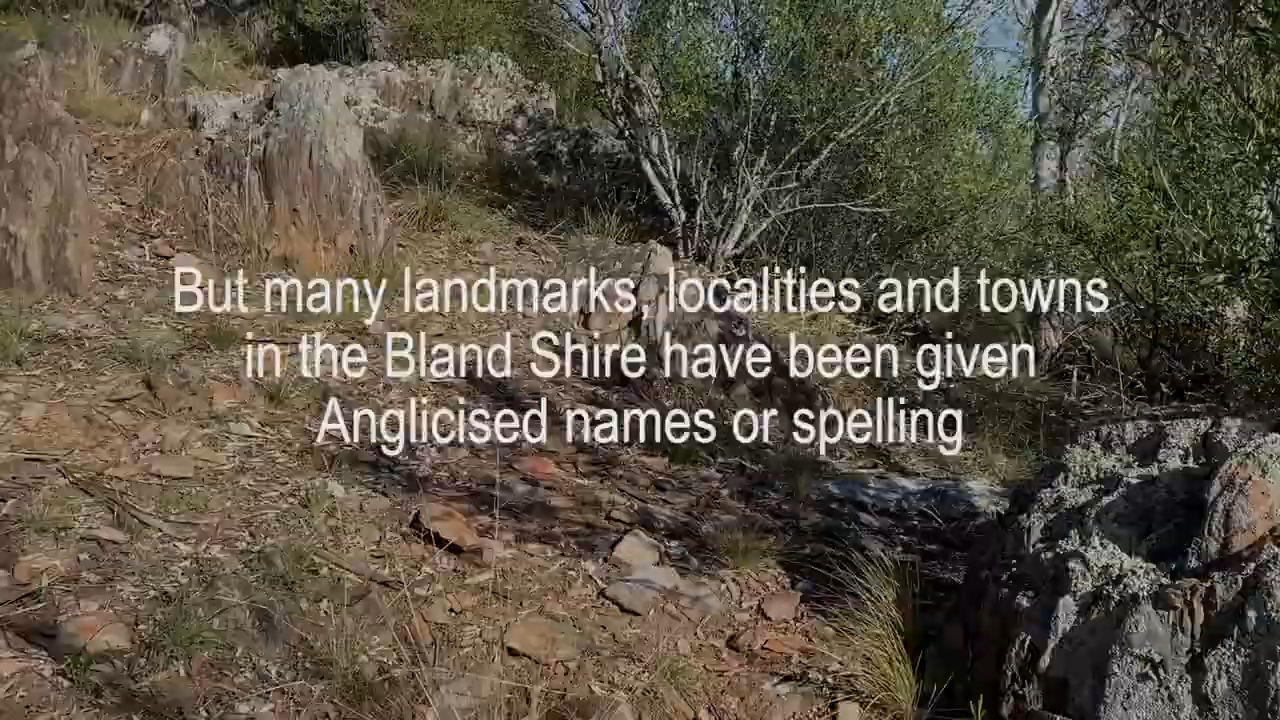 But many landmarks, localities and towns
in the Bland Shire have been given
Anglicised names or spelling